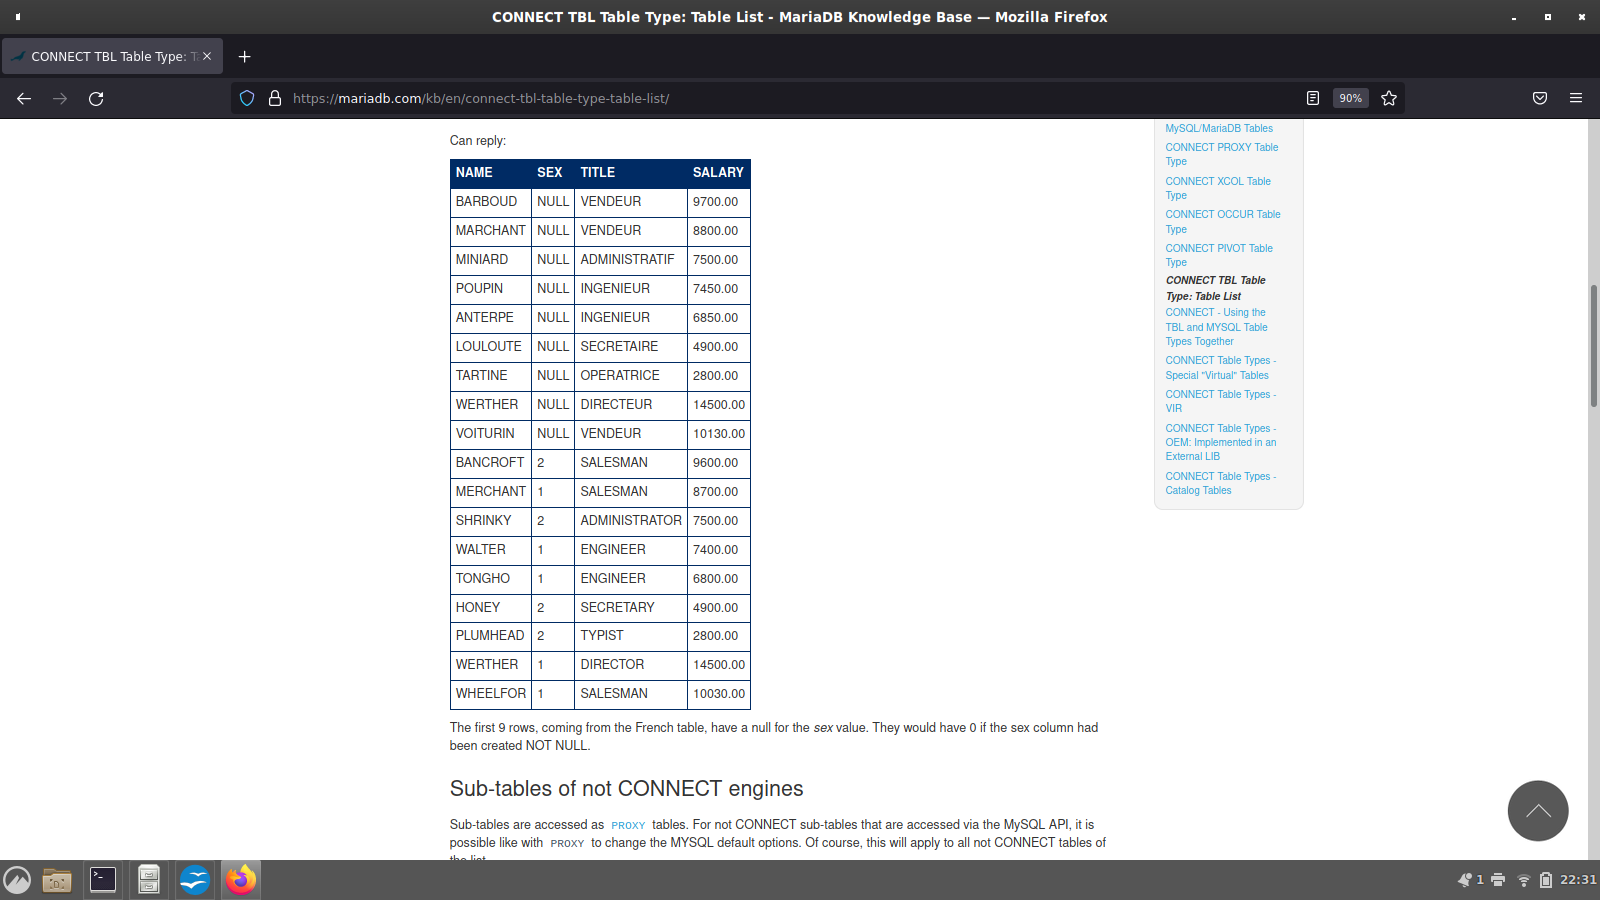 CONNECT TBL Table Type: Table List - MariaDB Knowledge Base — Mozilla Firefox
CONNECT TBL Table Type: Ta
https://mariadb.com/kb/en/connect-tbl-table-type-table-list/
90%
Can reply:
NAME SEX TITLE SALARY
BARBOUD NULL VENDEUR 9700.00
MARCHANT NULL VENDEUR 8800.00
MINIARD NULL ADMINISTRATIF 7500.00
POUPIN NULL INGENIEUR 7450.00
ANTERPE NULL INGENIEUR 6850.00
LOULOUTE NULL SECRETAIRE 4900.00
TARTINE NULL OPERATRICE 2800.00
WERTHER NULL DIRECTEUR 14500.00
VOITURIN NULL VENDEUR 10130.00
BANCROFT 2 SALESMAN 9600.00
MERCHANT 1 SALESMAN 8700.00
SHRINKY 2 ADMINISTRATOR 7500.00
WALTER 1 ENGINEER 7400.00
TONGHO 1 ENGINEER 6800.00
HONEY 2 SECRETARY 4900.00
PLUMHEAD 2 TYPIST 2800.00
WERTHER 1 DIRECTOR 14500.00
WHEELFOR 1 SALESMAN 10030.00
The first 9 rows, coming from the French table, have a null for the sex value. They would have 0 if the sex column had
been created NOT NULL.
Sub-tables of not CONNECT engines
Sub-tables are accessed as PROXY tables. For not CONNECT sub-tables that are accessed via the MySQL API, it is
possible like with PROXY to change the MYSQL default options. Of course, this will apply to all not CONNECT tables of
the list.
MySQL/MariaDB Tables
CONNECT PROXY Table
Type
CONNECT XCOL Table
Type
CONNECT OCCUR Table
Type
CONNECT PIVOT Table
Type
CONNECT TBL Table
Type: Table List
CONNECT - Using the
TBL and MYSQL Table
Types Together
CONNECT Table Types -
Special "Virtual" Tables
CONNECT Table Types -
VIR
CONNECT Table Types -
OEM: Implemented in an
External LIB
CONNECT Table Types -
Catalog Tables
1
22:31